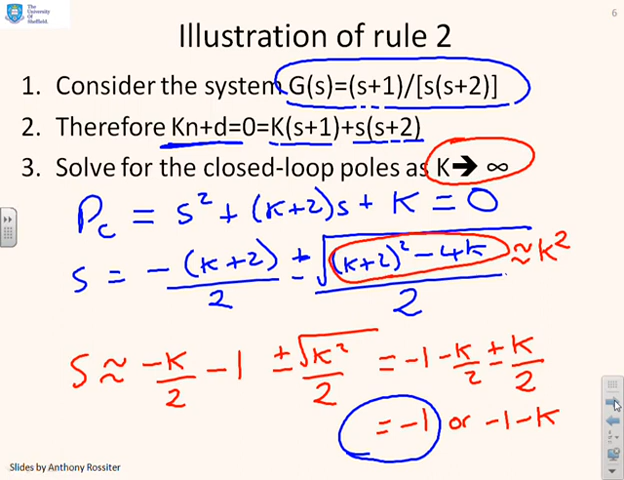 The
University
Of
Sheffield.
6
Illustration of rule 2
1. Consider the system G(s)=(s+1)/[s(s+2)]
2. Therefore Kn+d=0=K(s+1)+s(s+2)
3. Solve for the closed-loop poles as K➔ ∞
P_c = s² + (k+2)s + k = 0
s = -(k+2)/2 ± √((k+2)² - 4k)/2 ≈ k²
s ≈ -k/2 - 1 ± √(k²)/2 = -1 - k/2 ± k/2
= -1 or -1-k
Slides by Anthony Rossiter